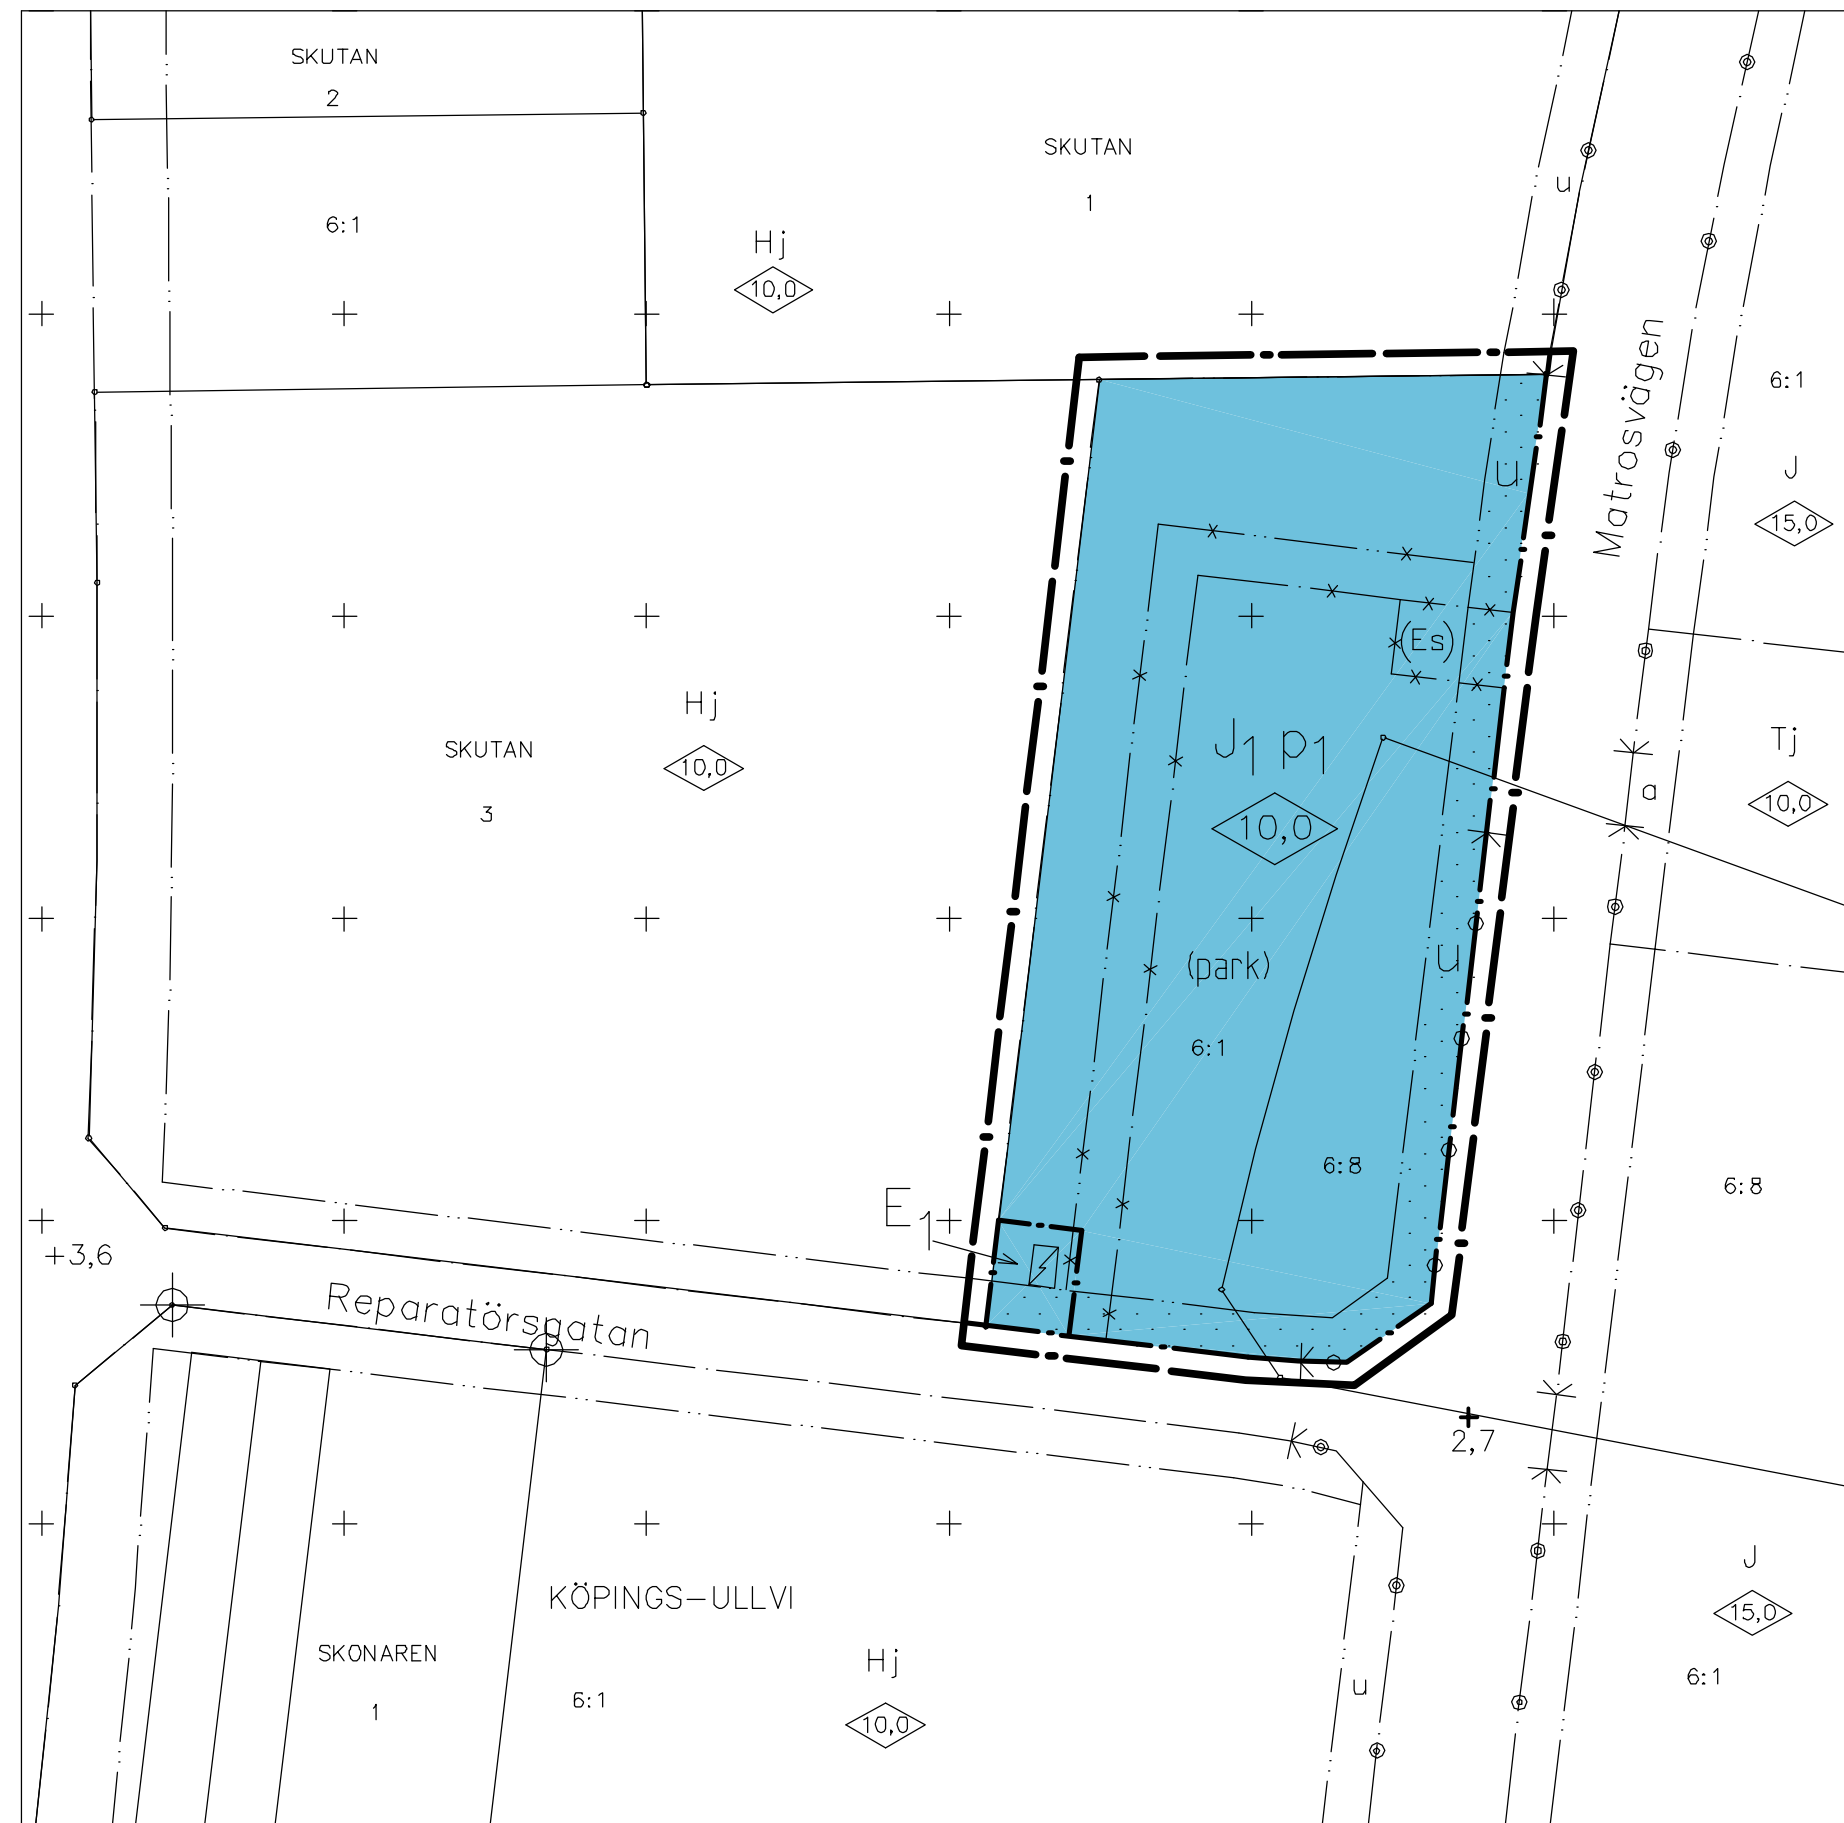 SKUTAN
2
SKUTAN
1
u
6:1
Hj
10,0
Matrosvägen
6:1
J
15,0
u
(Es)
Hj
10,0
SKUTAN
3
J1 p1
10,0
Tj
10,0
a
(park)
u
6:1
6:8
6:8
E1
+3,6
Reparatörsgatan
2,7
KÖPINGS-ULLVI
SKONAREN
1
6:1
Hj
10,0
u
J
15,0
6:1